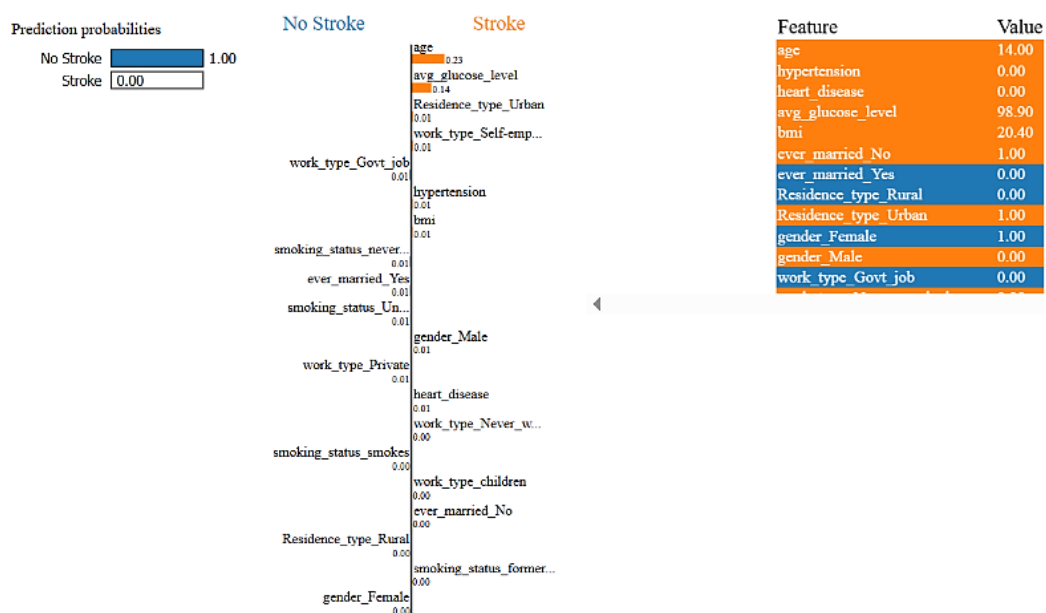 Prediction probabilities
No Stroke 1.00
Stroke 0.00
No Stroke Stroke
age
0.23
avg_glucose_level
0.14
Residence_type_Urban
0.01
work_type_Self-emp...
0.01
work_type_Govt_job
0.01
hypertension
0.01
bmi
0.01
smoking_status_never...
0.01
ever_married_Yes
0.01
smoking_status_Un...
0.01
gender_Male
0.01
work_type_Private
0.01
heart_disease
0.01
work_type_Never_w...
0.00
smoking_status_smokes
0.00
work_type_children
0.00
ever_married_No
0.00
Residence_type_Rural
0.00
smoking_status_former...
0.00
gender_Female
0.00
Feature Value
age 14.00
hypertension 0.00
heart_disease 0.00
avg_glucose_level 98.90
bmi 20.40
ever_married_No 1.00
ever_married_Yes 0.00
Residence_type_Rural 0.00
Residence_type_Urban 1.00
gender_Female 1.00
gender_Male 0.00
work_type_Govt_job 0.00